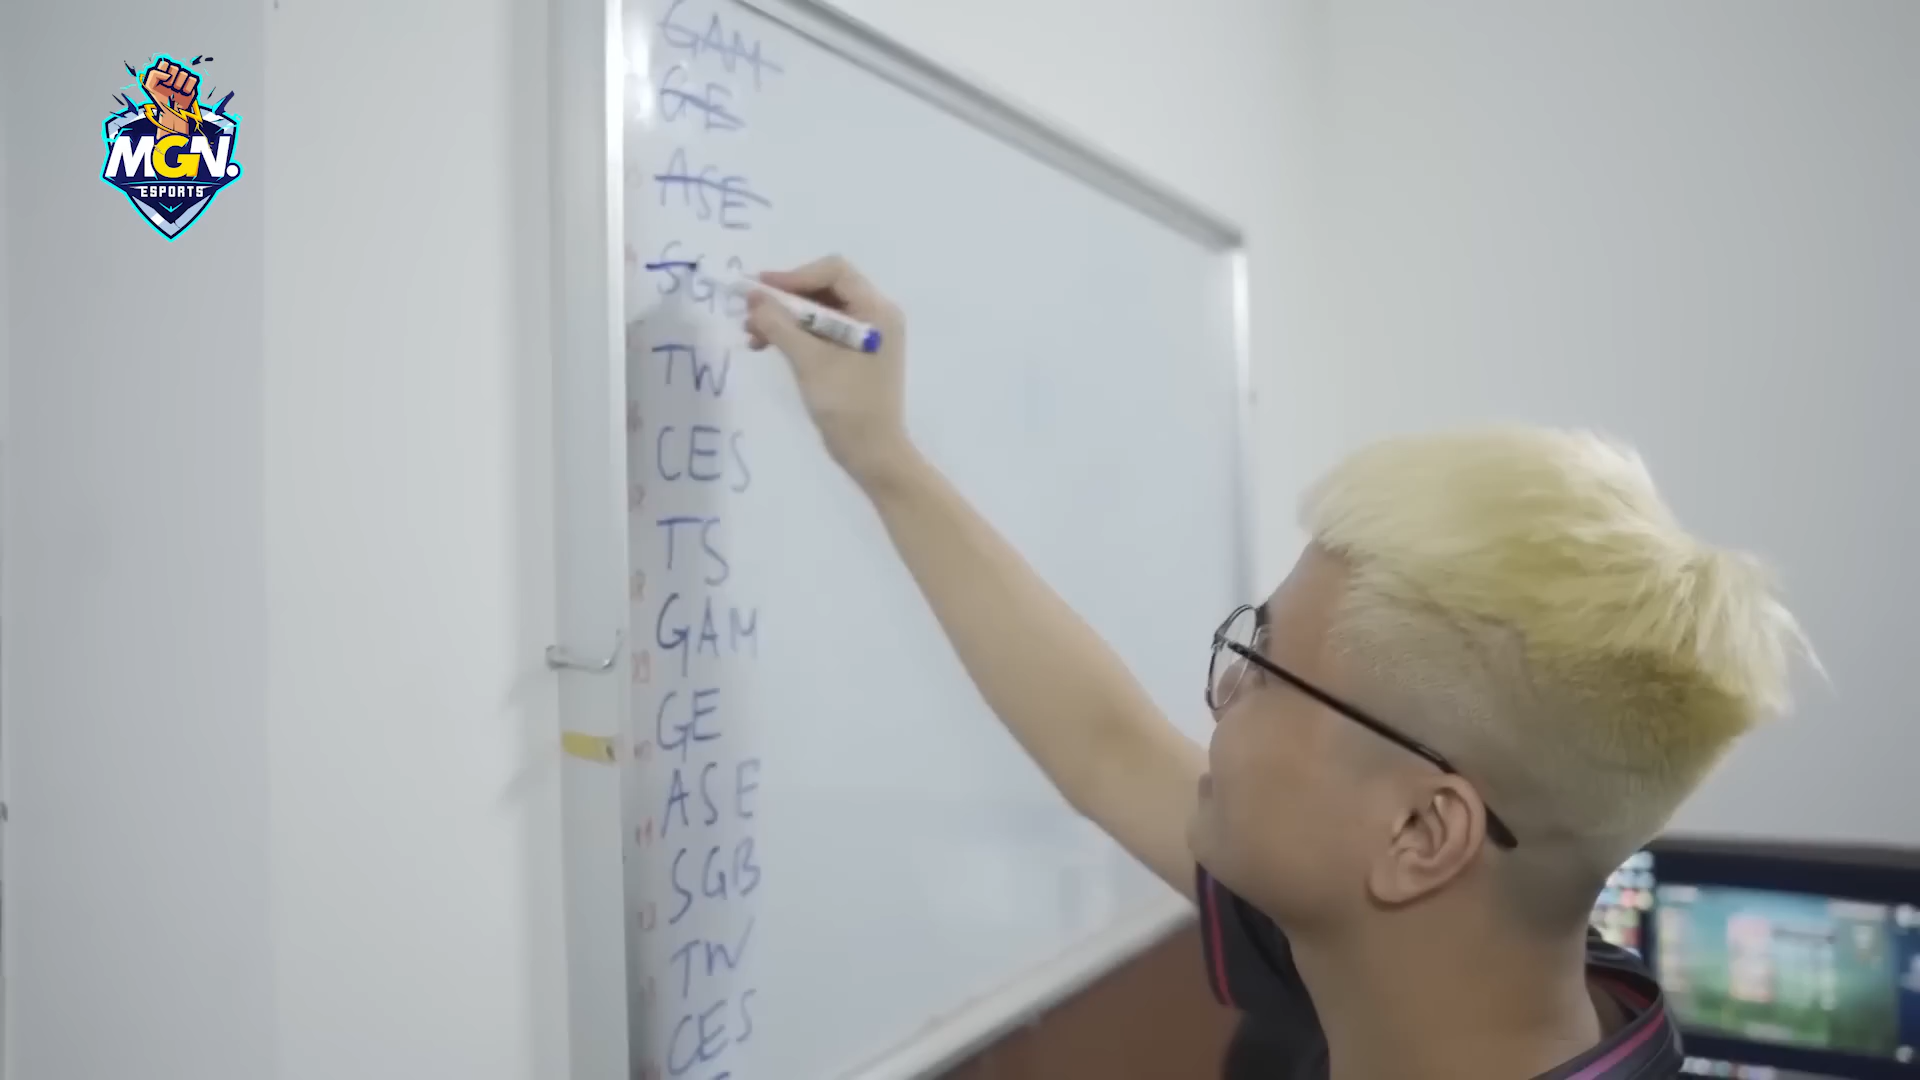 MGN.
ESPORTS
GAM
GE
ASE
SGB
TW
CES
TS
GAM
GE
ASE
SGB
TW
CES